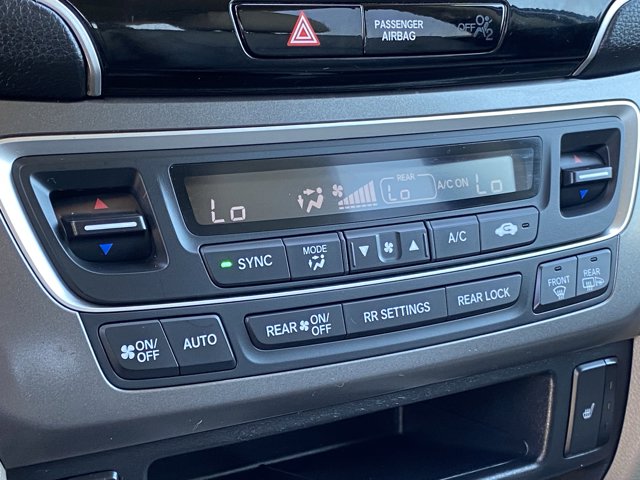 PASSENGER
AIRBAG
OFF
REAR
Lo
Lo
A/C ON
Lo
SYNC
MODE
A/C
ON/
OFF
AUTO
REAR
ON/
OFF
RR SETTINGS
REAR LOCK
FRONT
REAR